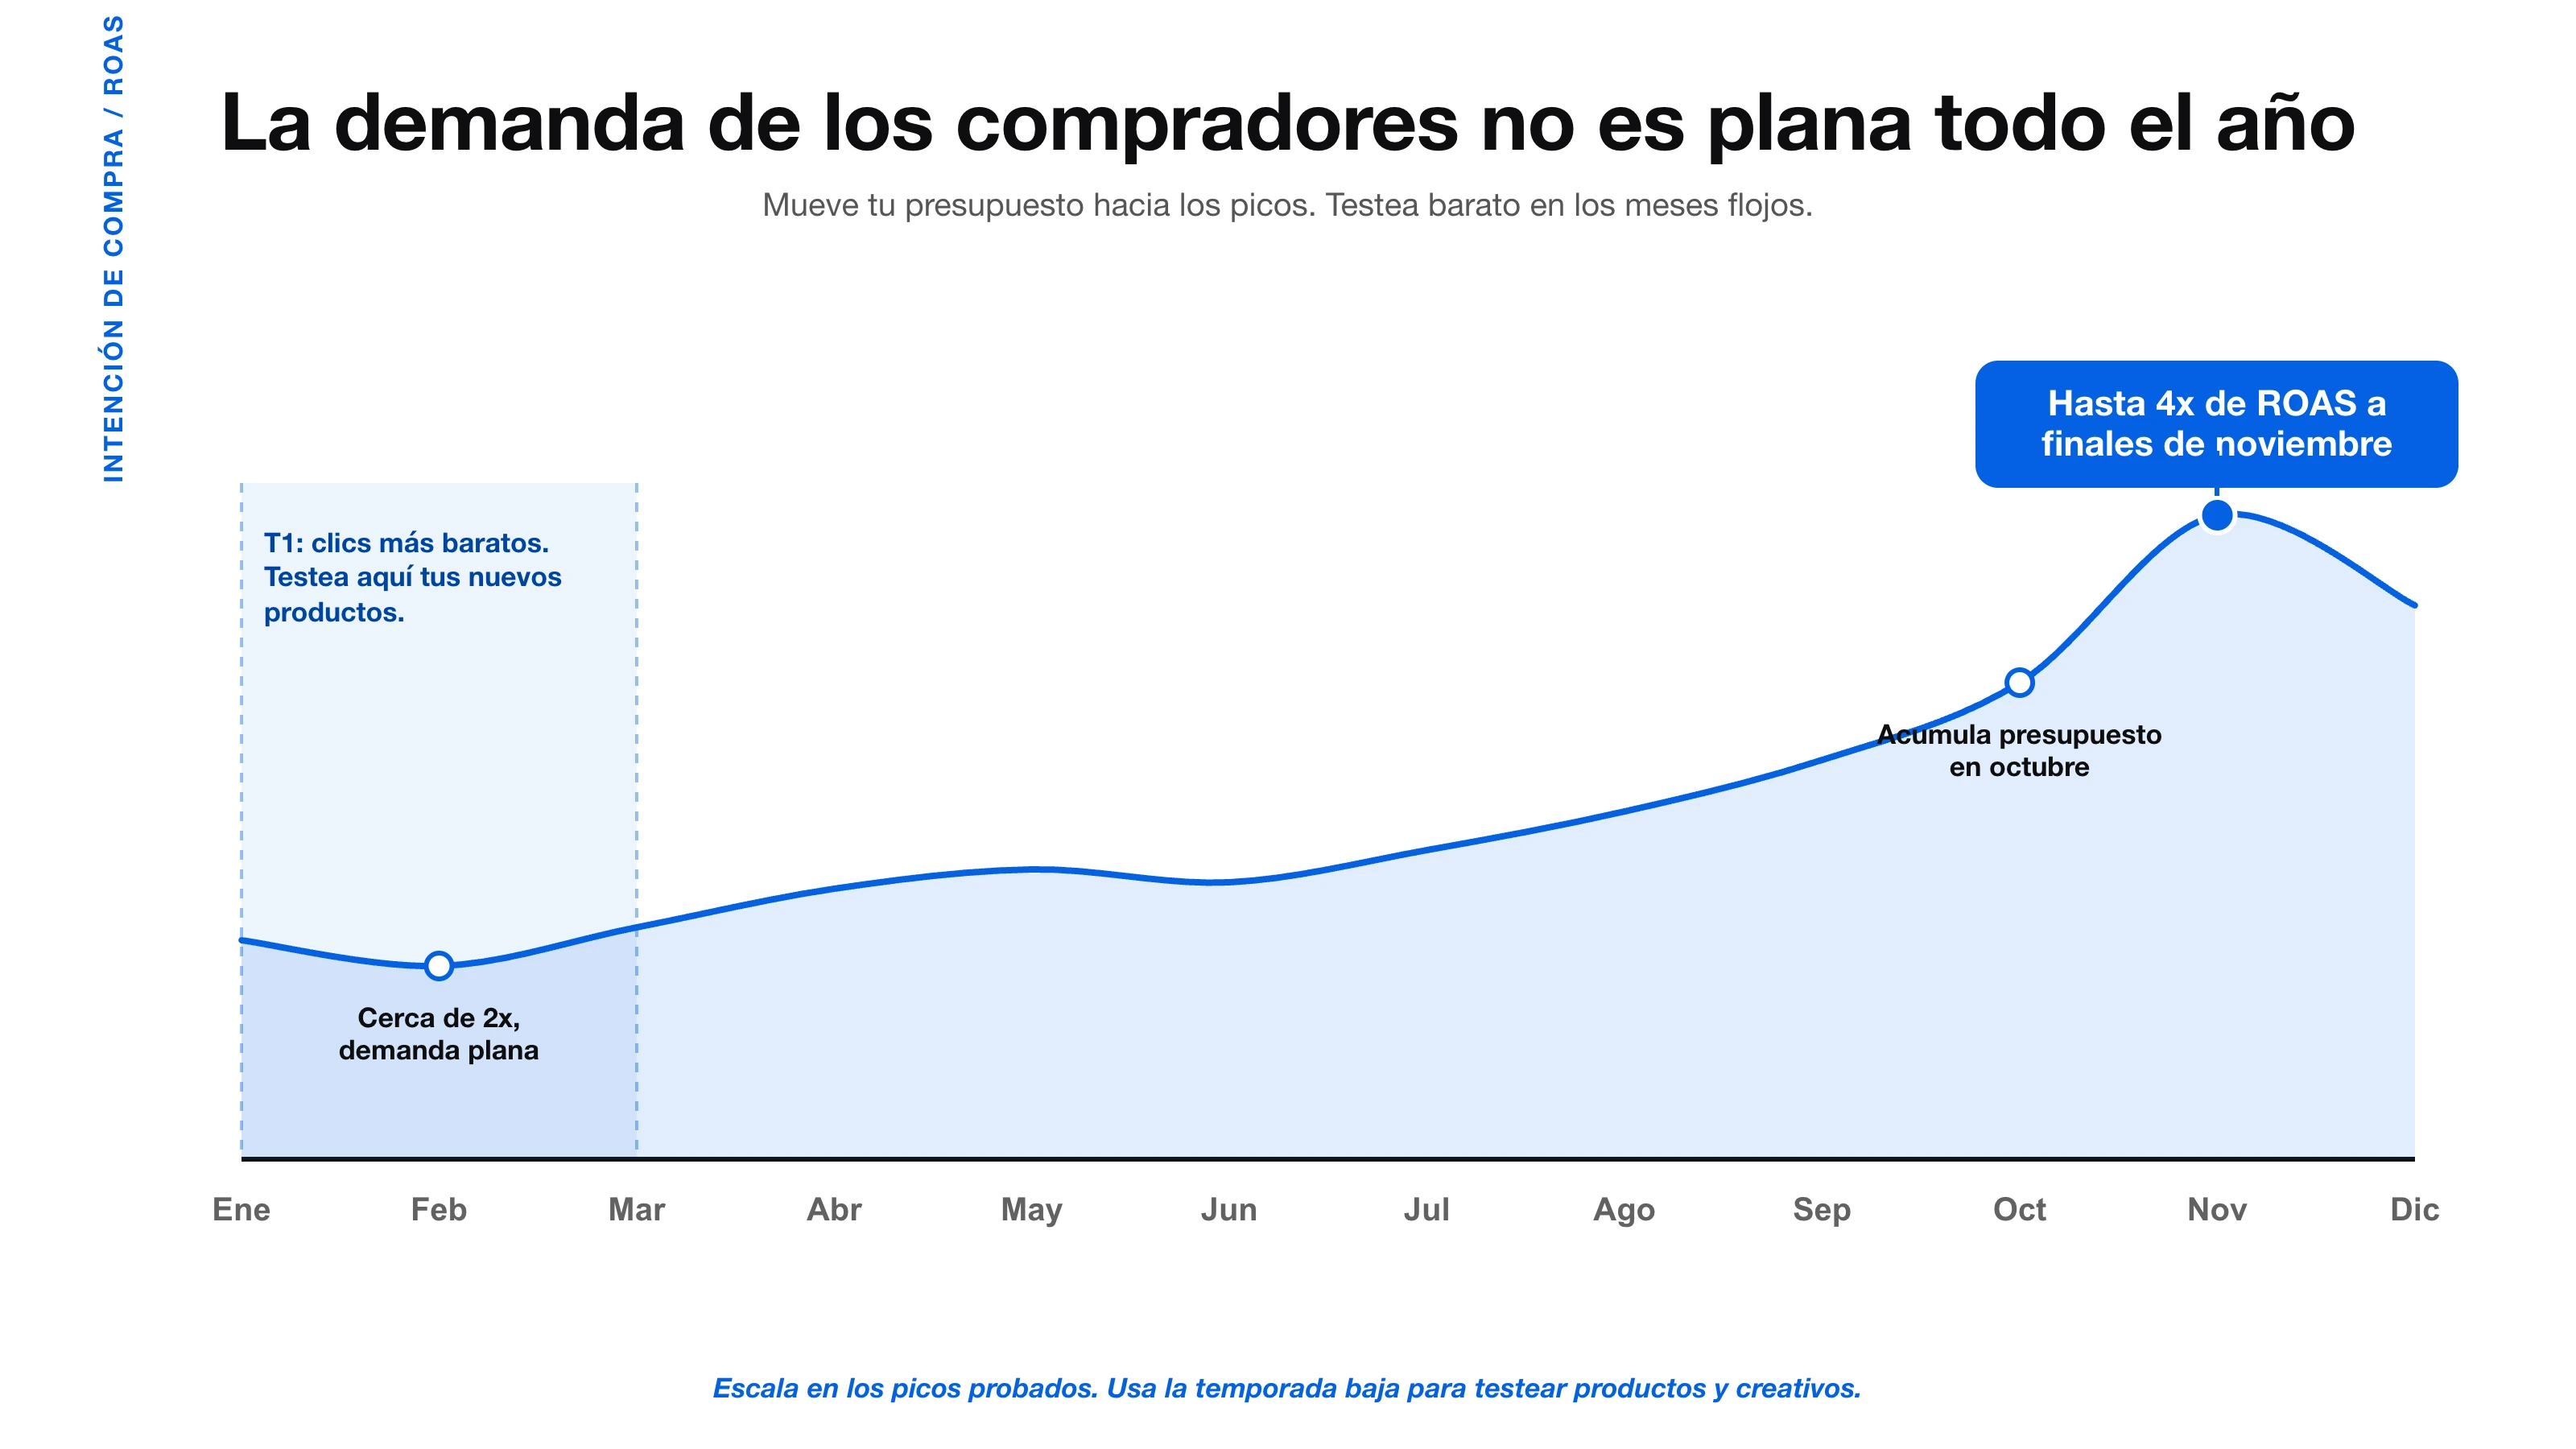 INTENCIÓN DE COMPRA / ROAS
La demanda de los compradores no es plana todo el año
Mueve tu presupuesto hacia los picos. Testea barato en los meses flojos.
Hasta 4x de ROAS a
finales de noviembre
T1: clics más baratos.
Testea aquí tus nuevos
productos.
Acumula presupuesto
en octubre
Cerca de 2x,
demanda plana
Ene Feb Mar Abr May Jun Jul Ago Sep Oct Nov Dic
Escala en los picos probados. Usa la temporada baja para testear productos y creativos.